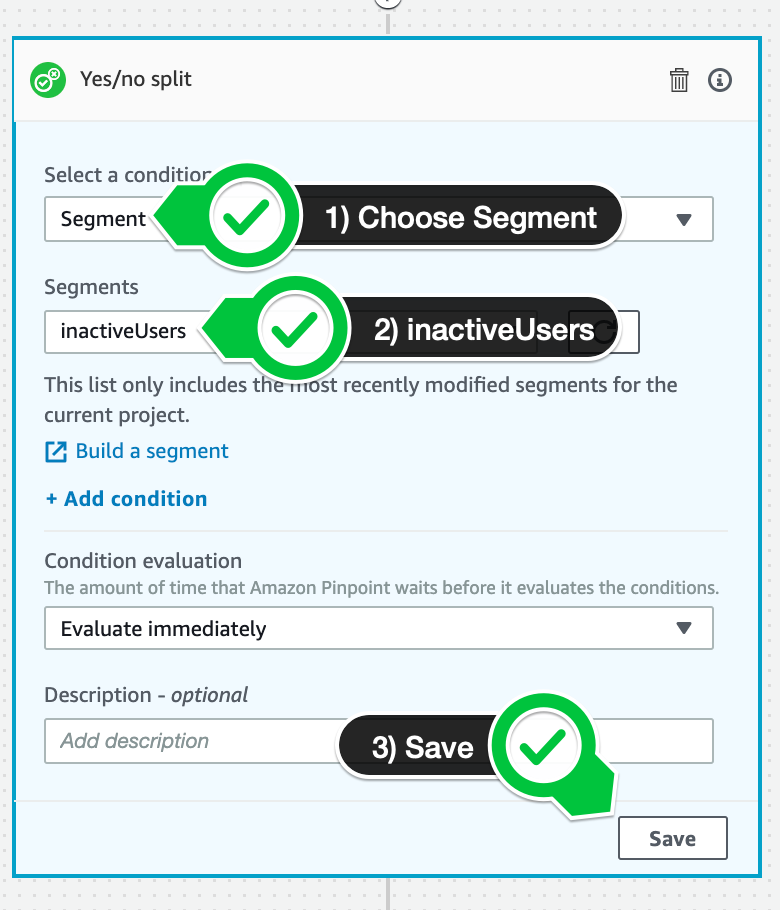 Yes/no split
Select a condition
Segment
1) Choose Segment
Segments
inactiveUsers
2) inactiveUsers
This list only includes the most recently modified segments for the
current project.
Build a segment
+ Add condition
Condition evaluation
The amount of time that Amazon Pinpoint waits before it evaluates the conditions.
Evaluate immediately
Description - optional
Add description
3) Save
Save